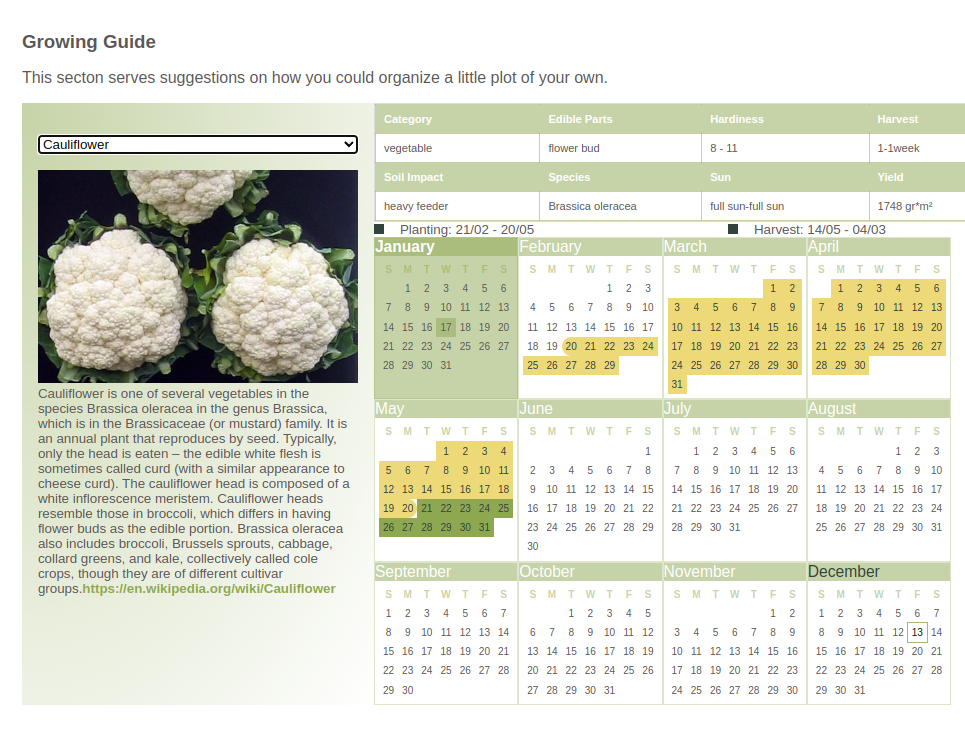 Growing Guide
This secton serves suggestions on how you could organize a little plot of your own.
Cauliflower
Cauliflower is one of several vegetables in the
species Brassica oleracea in the genus Brassica,
which is in the Brassicaceae (or mustard) family. It is
an annual plant that reproduces by seed. Typically,
only the head is eaten – the edible white flesh is
sometimes called curd (with a similar appearance to
cheese curd). The cauliflower head is composed of a
white inflorescence meristem. Cauliflower heads
resemble those in broccoli, which differs in having
flower buds as the edible portion. Brassica oleracea
also includes broccoli, Brussels sprouts, cabbage,
collard greens, and kale, collectively called cole
crops, though they are of different cultivar
groups.https://en.wikipedia.org/wiki/Cauliflower
Category Edible Parts Hardiness Harvest
vegetable flower bud 8 - 11 1-1week
Soil Impact Species Sun Yield
heavy feeder Brassica oleracea full sun-full sun 1748 gr*m²
Planting: 21/02 - 20/05 Harvest: 14/05 - 04/03
January
S M T W T F S
1 2 3 4 5 6
7 8 9 10 11 12 13
14 15 16 17 18 19 20
21 22 23 24 25 26 27
28 29 30 31
February
S M T W T F S
1 2 3
4 5 6 7 8 9 10
11 12 13 14 15 16 17
18 19 20 21 22 23 24
25 26 27 28 29
March
S M T W T F S
1 2
3 4 5 6 7 8 9
10 11 12 13 14 15 16
17 18 19 20 21 22 23
24 25 26 27 28 29 30
31
April
S M T W T F S
1 2 3 4 5 6
7 8 9 10 11 12 13
14 15 16 17 18 19 20
21 22 23 24 25 26 27
28 29 30
May
S M T W T F S
1 2 3 4
5 6 7 8 9 10 11
12 13 14 15 16 17 18
19 20 21 22 23 24 25
26 27 28 29 30 31
June
S M T W T F S
1
2 3 4 5 6 7 8
9 10 11 12 13 14 15
16 17 18 19 20 21 22
23 24 25 26 27 28 29
30
July
S M T W T F S
1 2 3 4 5 6
7 8 9 10 11 12 13
14 15 16 17 18 19 20
21 22 23 24 25 26 27
28 29 30 31
August
S M T W T F S
1 2 3
4 5 6 7 8 9 10
11 12 13 14 15 16 17
18 19 20 21 22 23 24
25 26 27 28 29 30 31
September
S M T W T F S
1 2 3 4 5 6 7
8 9 10 11 12 13 14
15 16 17 18 19 20 21
22 23 24 25 26 27 28
29 30
October
S M T W T F S
1 2 3 4 5
6 7 8 9 10 11 12
13 14 15 16 17 18 19
20 21 22 23 24 25 26
27 28 29 30 31
November
S M T W T F S
1 2
3 4 5 6 7 8 9
10 11 12 13 14 15 16
17 18 19 20 21 22 23
24 25 26 27 28 29 30
December
S M T W T F S
1 2 3 4 5 6 7
8 9 10 11 12 13 14
15 16 17 18 19 20 21
22 23 24 25 26 27 28
29 30 31